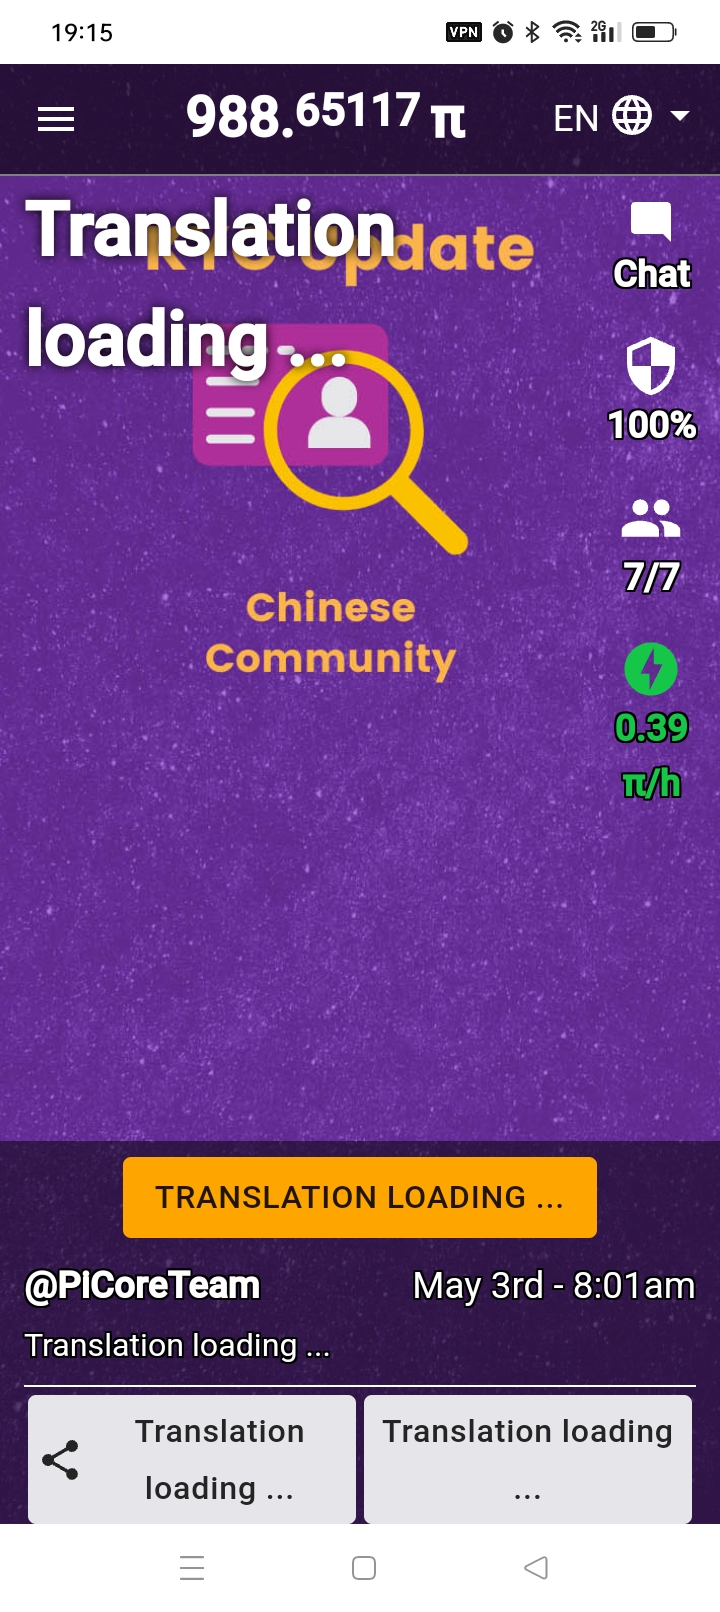 19:15
VPN
2G
988.65117 π
EN
Translation
loading ...
KYC Update
Chat
100%
7/7
0.39
π/h
Chinese
Community
TRANSLATION LOADING ...
@PiCoreTeam
May 3rd - 8:01am
Translation loading ...
Translation
loading ...
Translation loading
...